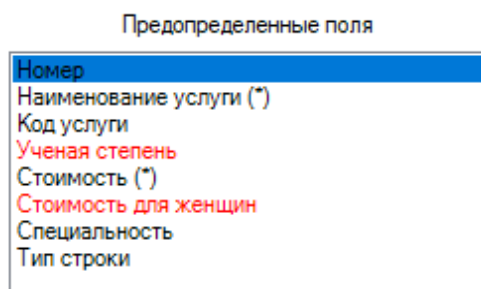 Предопределенные поля
Номер
Наименование услуги (*)
Код услуги
Ученая степень
Стоимость (*)
Стоимость для женщин
Специальность
Тип строки